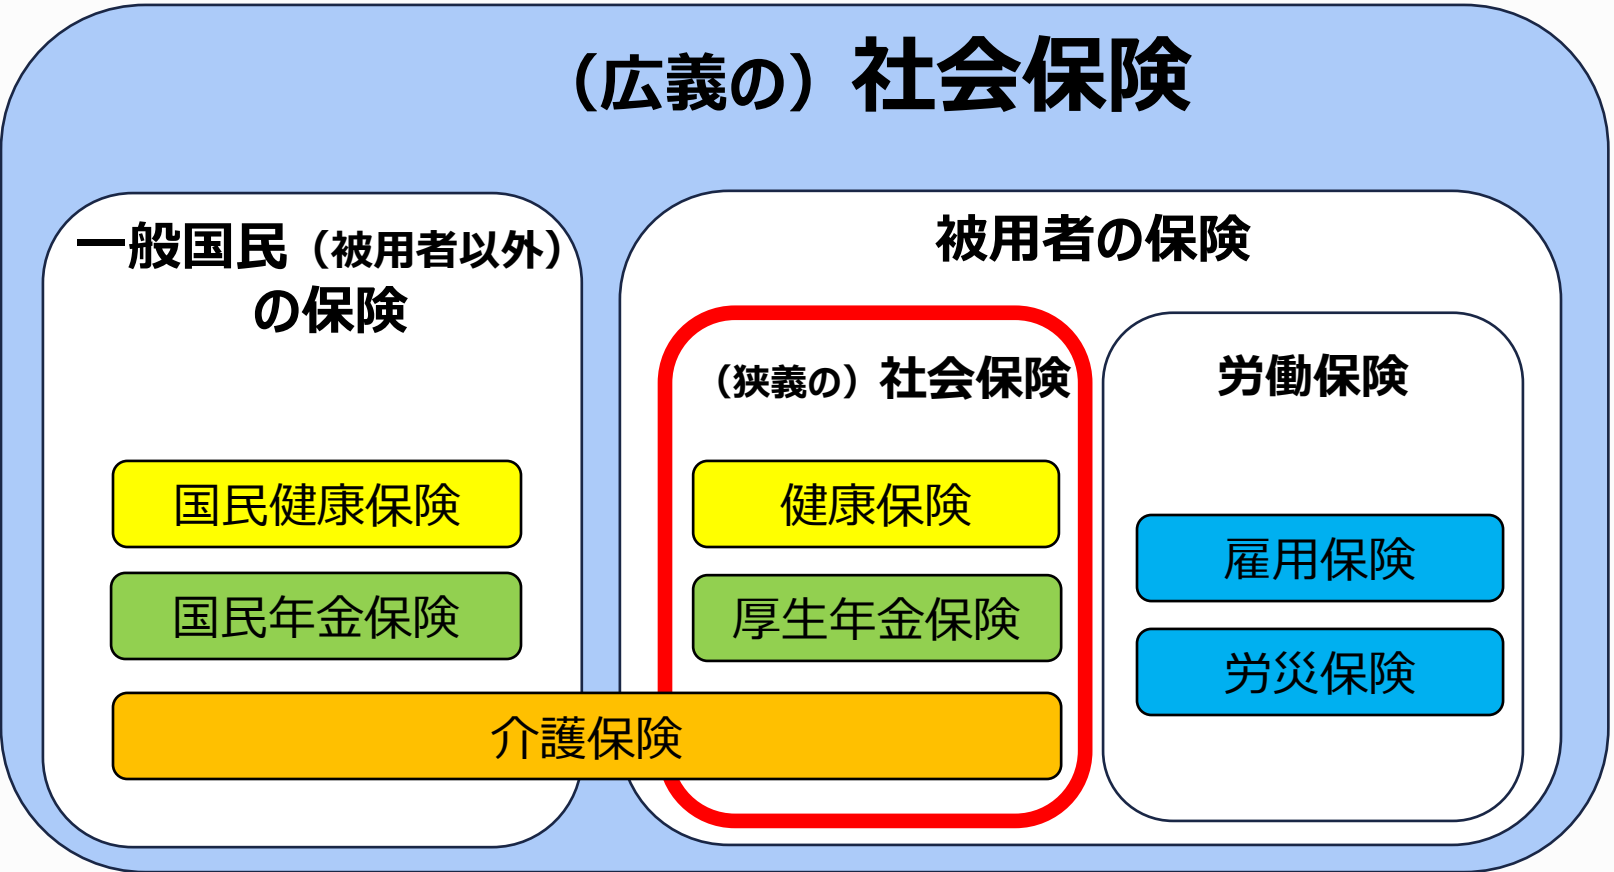 （広義の）社会保険
一般国民（被用者以外）
の保険
国民健康保険
国民年金保険
被用者の保険
（狭義の）社会保険
健康保険
厚生年金保険
介護保険
労働保険
雇用保険
労災保険